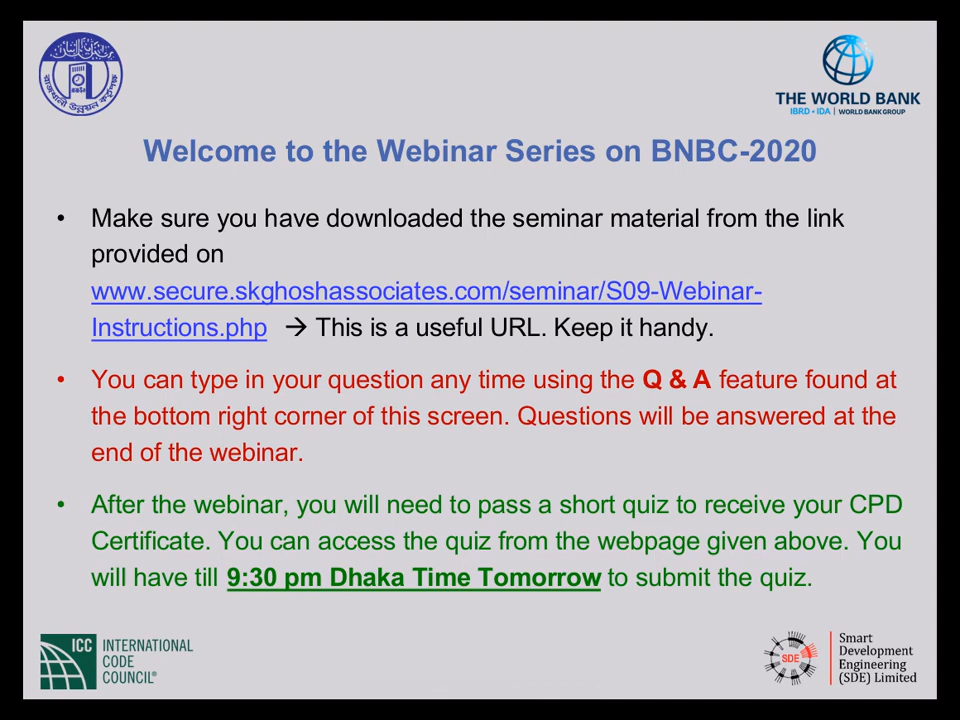 রাজধানী উন্নয়ন কর্তৃপক্ষ
THE WORLD BANK
IBRD • IDA | WORLD BANK GROUP
Welcome to the Webinar Series on BNBC-2020
• Make sure you have downloaded the seminar material from the link
provided on
www.secure.skghoshassociates.com/seminar/S09-Webinar-
Instructions.php → This is a useful URL. Keep it handy.
• You can type in your question any time using the Q & A feature found at
the bottom right corner of this screen. Questions will be answered at the
end of the webinar.
• After the webinar, you will need to pass a short quiz to receive your CPD
Certificate. You can access the quiz from the webpage given above. You
will have till 9:30 pm Dhaka Time Tomorrow to submit the quiz.
ICC INTERNATIONAL
CODE
COUNCIL®
SDE
Smart
Development
Engineering
(SDE) Limited